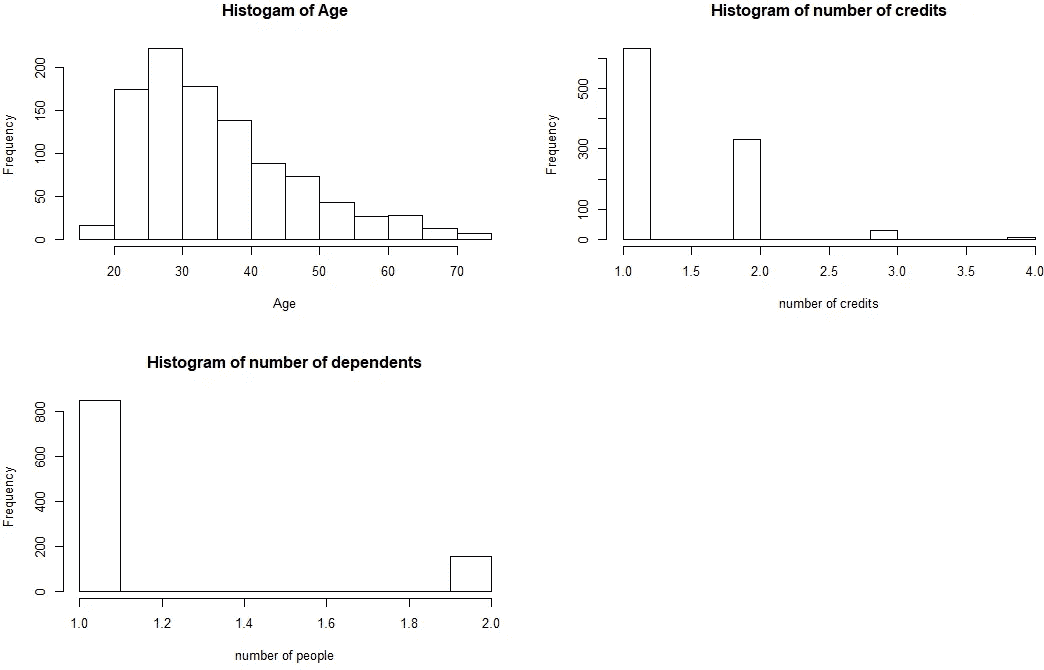 Histogam of Age
Frequency
0 50 100 150 200
20 30 40 50 60 70
Age
Histogram of number of credits
Frequency
0 100 300 500
1.0 1.5 2.0 2.5 3.0 3.5 4.0
number of credits
Histogram of number of dependents
Frequency
0 200 400 600 800
1.0 1.2 1.4 1.6 1.8 2.0
number of people